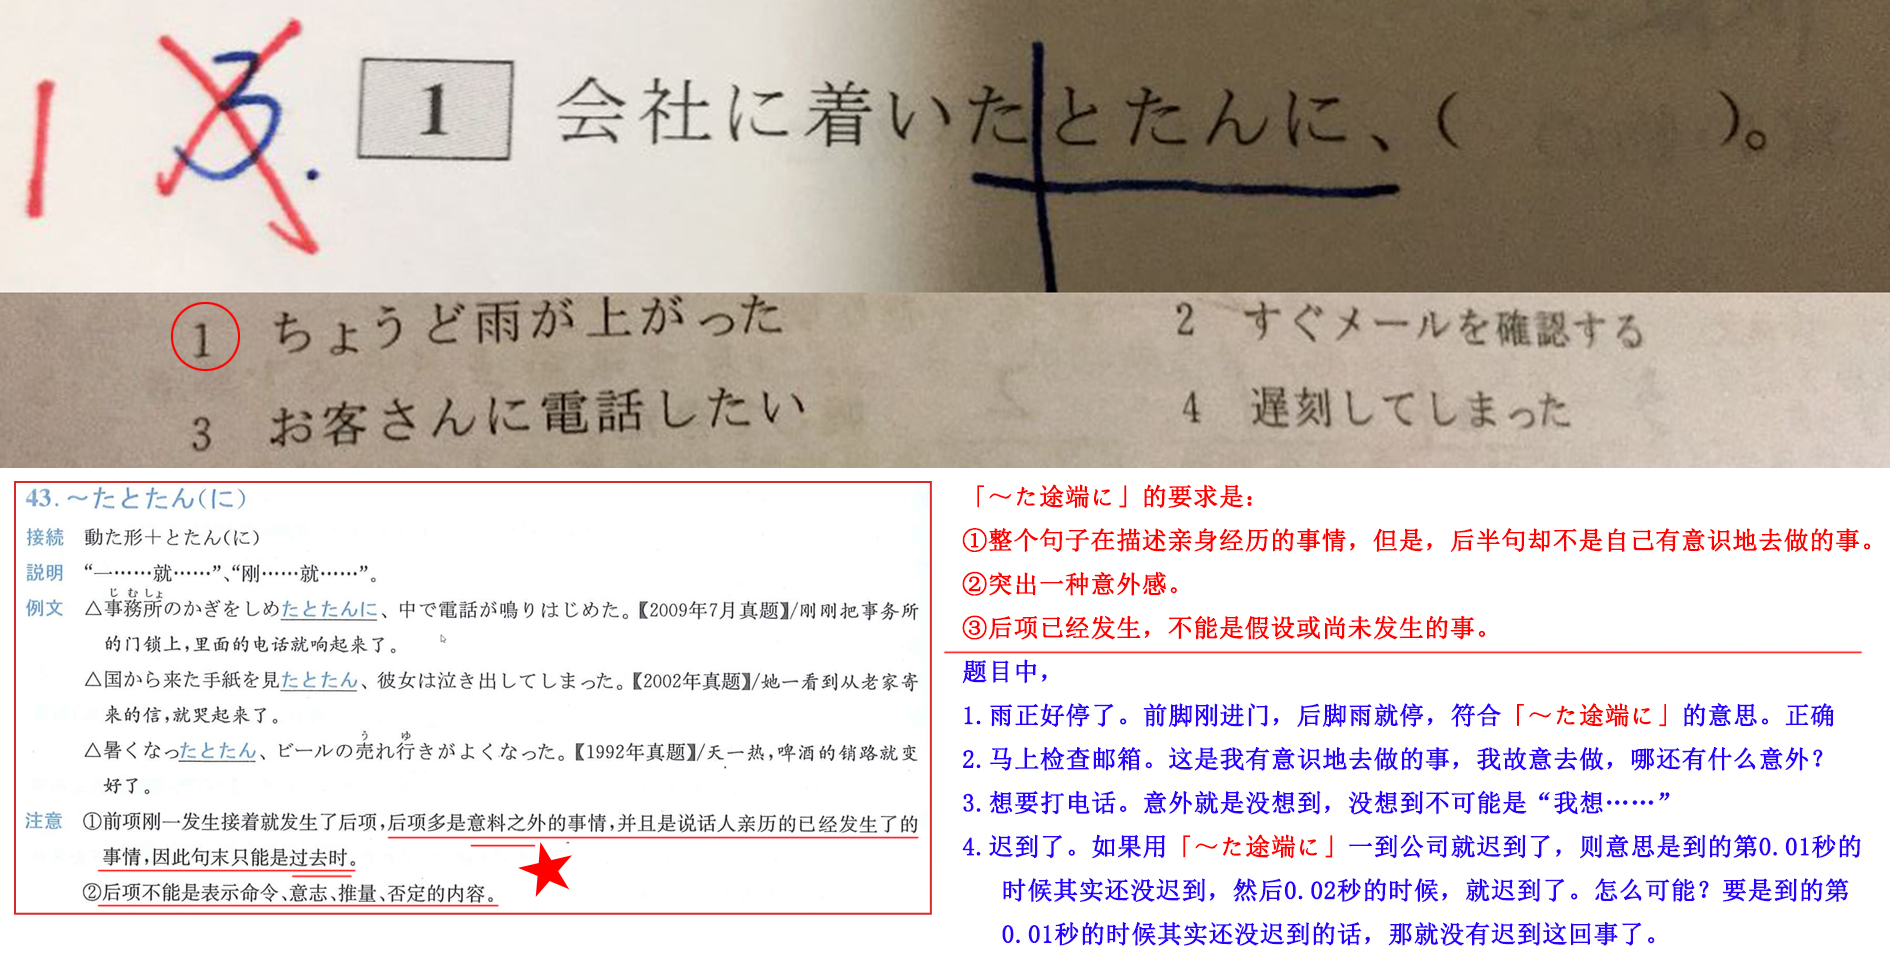 1 3. 1 会社に着いたとたんに、( )。
1 ちょうど雨が上がった 2 すぐメールを確認する
3 お客さんに電話したい 4 遅刻してしまった
43.～たとたん(に)
接続 動た形＋とたん(に)
説明 “一……就……”、“刚……就……”。
じ む しょ
例文 △事務所のかぎをしめたとたんに、中で電話が鳴りはじめた。【2009年7月真题】/刚刚把事务所
的门锁上,里面的电话就响起来了。
△国から来た手紙を見たとたん、彼女は泣き出してしまった。【2002年真题】/她一看到从老家寄
来的信,就哭起来了。
う ゆ
△暑くなったとたん、ビールの売れ行きがよくなった。【1992年真题】/天一热,啤酒的销路就变
好了。
注意 ①前项刚一发生接着就发生了后项,后项多是意料之外的事情,并且是说话人亲历的已经发生了的
事情,因此句末只能是过去时。
②后项不能是表示命令、意志、推量、否定的内容。
「～た途端に」的要求是：
①整个句子在描述亲身经历的事情，但是，后半句却不是自己有意识地去做的事。
②突出一种意外感。
③后项已经发生，不能是假设或尚未发生的事。
题目中，
1.雨正好停了。前脚刚进门，后脚雨就停，符合「～た途端に」的意思。正确
2.马上检查邮箱。这是我有意识地去做的事，我故意去做，哪还有什么意外？
3.想要打电话。意外就是没想到，没想到不可能是“我想……”
4.迟到了。如果用「～た途端に」一到公司就迟到了，则意思是到的第0.01秒的
时候其实还没迟到，然后0.02秒的时候，就迟到了。怎么可能？要是到的第
0.01秒的时候其实还没迟到的话，那就没有迟到这回事了。